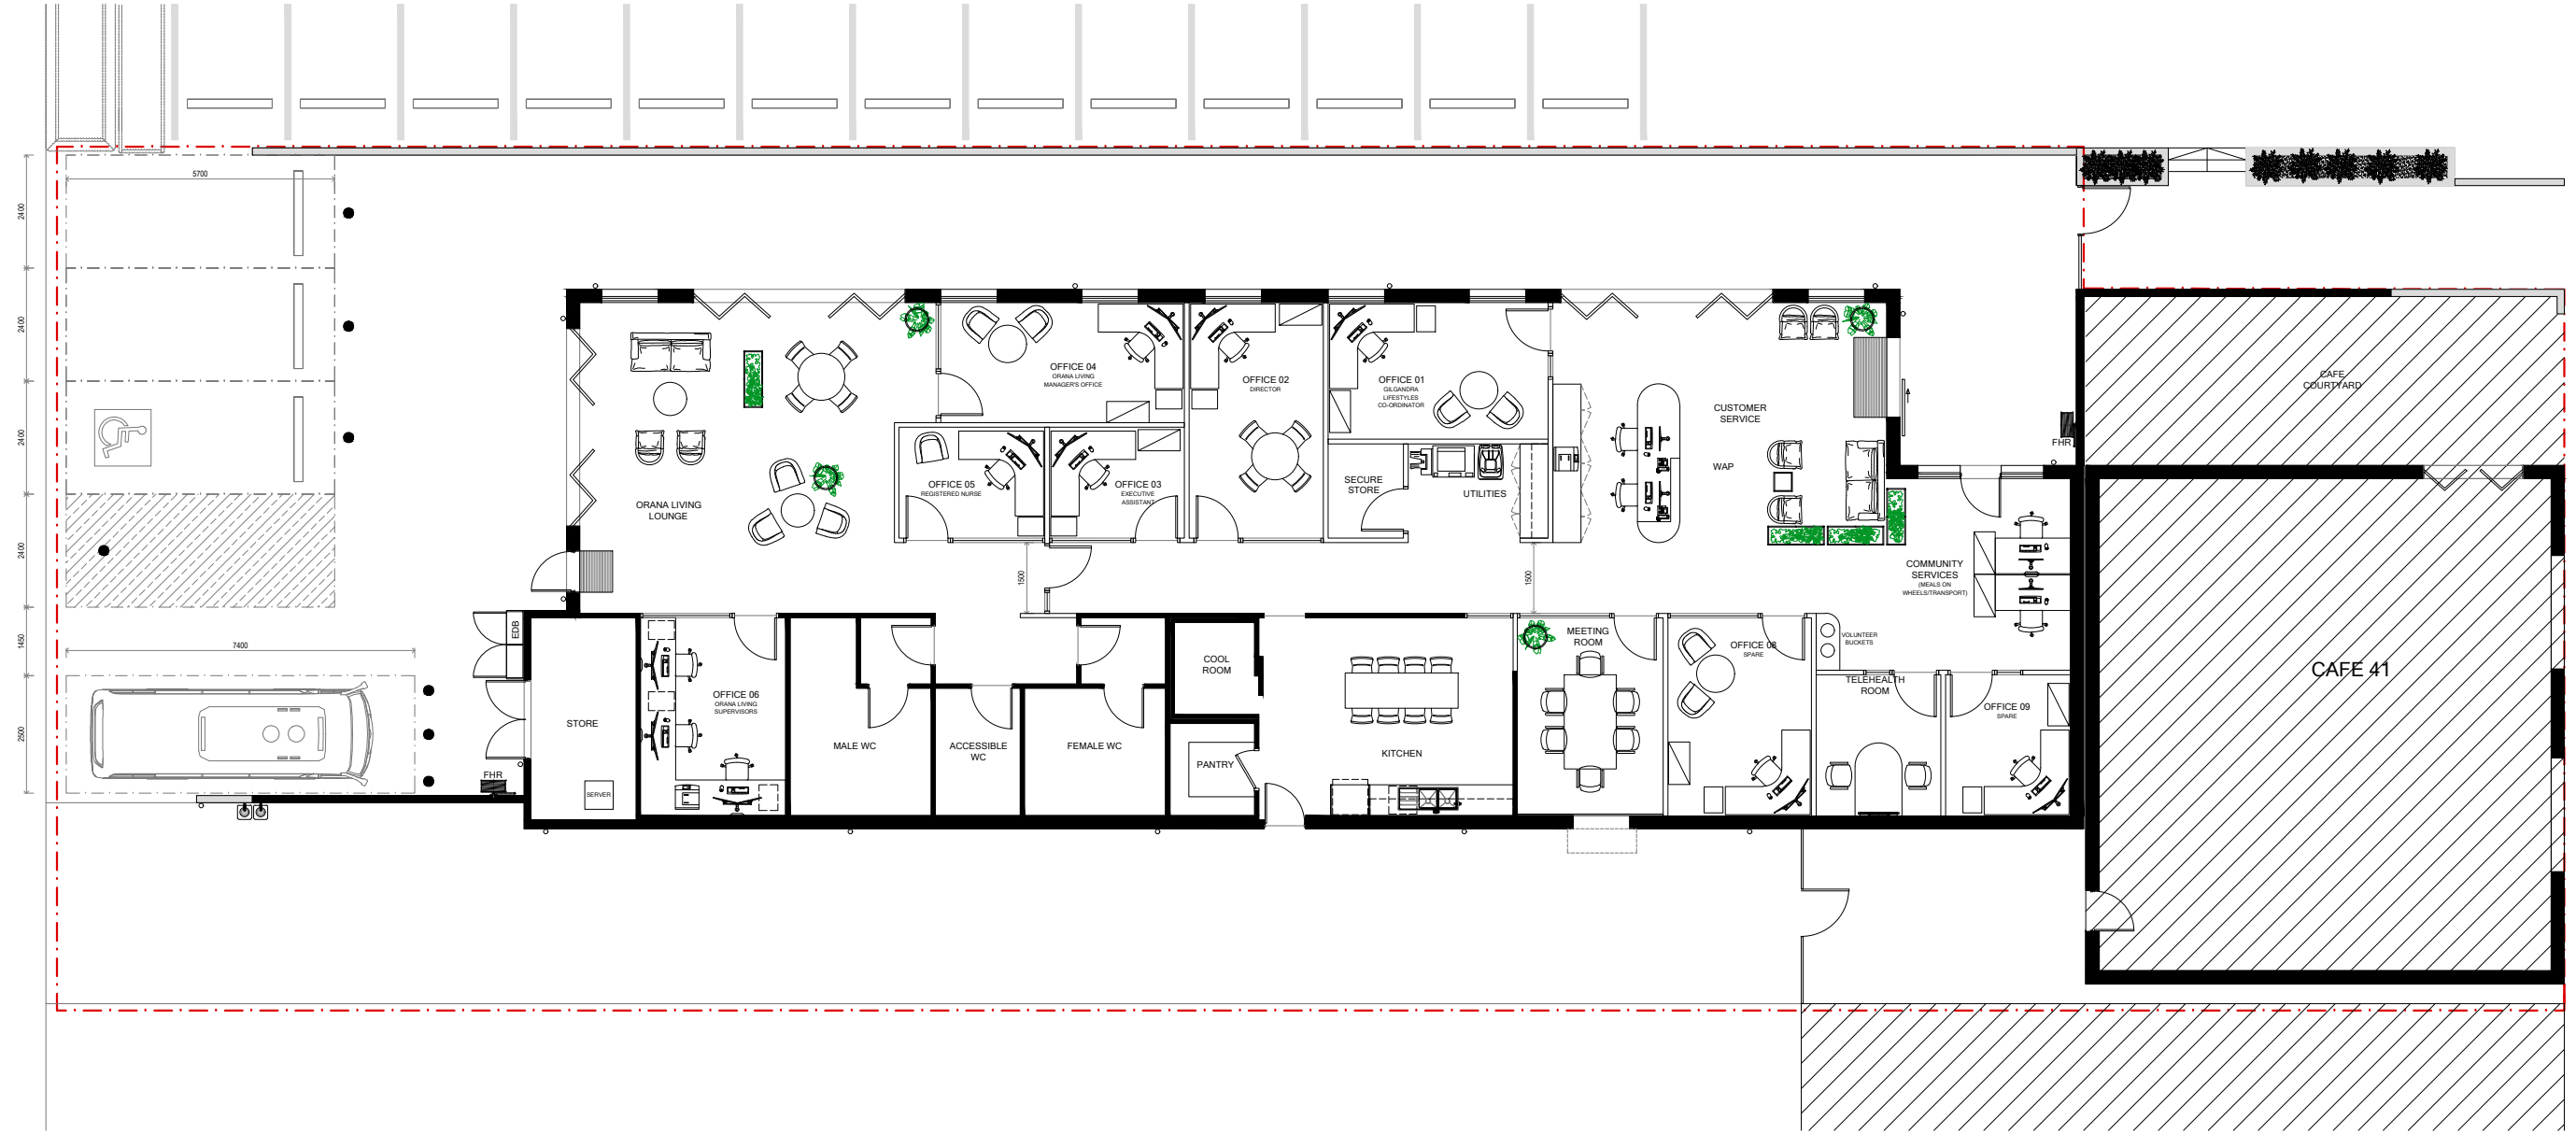 5700
2400
2400
2400
2400
1450
2500
7400
EDB
FHR
STORE
SERVER
ORANA LIVING
LOUNGE
OFFICE 04
ORANA LIVING
MANAGER'S OFFICE
OFFICE 02
DIRECTOR
OFFICE 01
GILGANDRA
LIFESTYLES
CO-ORDINATOR
OFFICE 05
REGISTERED NURSE
OFFICE 03
EXECUTIVE
ASSISTANT
SECURE
STORE
UTILITIES
CUSTOMER
SERVICE
WAP
1500
1500
COMMUNITY
SERVICES
(MEALS ON
WHEELS/TRANSPORT)
FHR
CAFE
COURTYARD
CAFE 41
OFFICE 06
ORANA LIVING
SUPERVISORS
MALE WC
ACCESSIBLE
WC
FEMALE WC
COOL
ROOM
PANTRY
KITCHEN
MEETING
ROOM
OFFICE 08
SPARE
VOLUNTEER
BUCKETS
TELEHEALTH
ROOM
OFFICE 09
SPARE